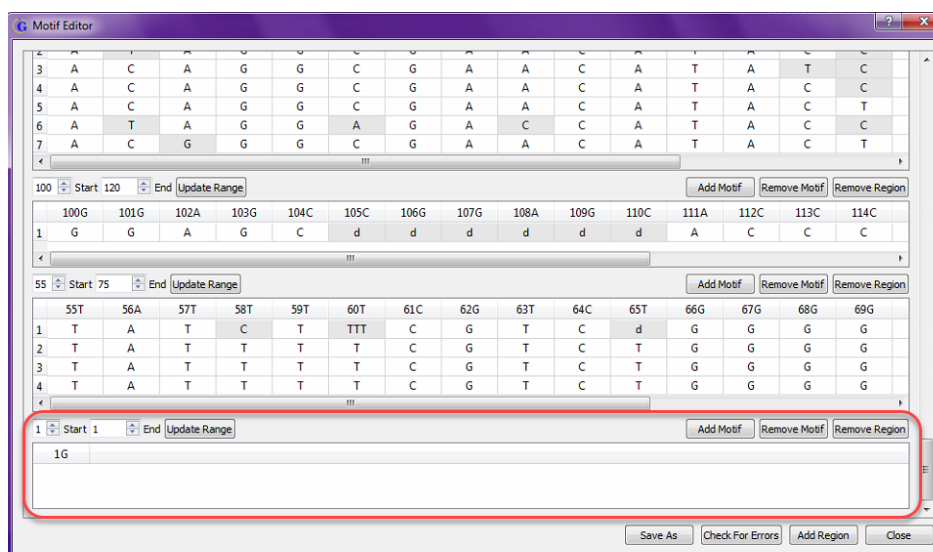 G Motif Editor
2 A T A G G C G A A C A T A C C
3 A C A G G C G A A C A T A T C
4 A C A G G C G A A C A T A C C
5 A C A G G C G A A C A T A C T
6 A T A G G A G A C C A T A C C
7 A C G G G C G A A C A T A C T
100 Start 120 End Update Range Add Motif Remove Motif Remove Region
100G 101G 102A 103G 104C 105C 106G 107G 108A 109G 110C 111A 112C 113C 114C
1 G G A G C d d d d d d A C C C
55 Start 75 End Update Range Add Motif Remove Motif Remove Region
55T 56A 57T 58T 59T 60T 61C 62G 63T 64C 65T 66G 67G 68G 69G
1 T A T C T TTT C G T C d G G G G
2 T A T T T T C G T C T G G G G
3 T A T T T T C G T C T G G G G
4 T A T T T T C G T C T G G G G
1 Start 1 End Update Range Add Motif Remove Motif Remove Region
1G
Save As Check For Errors Add Region Close